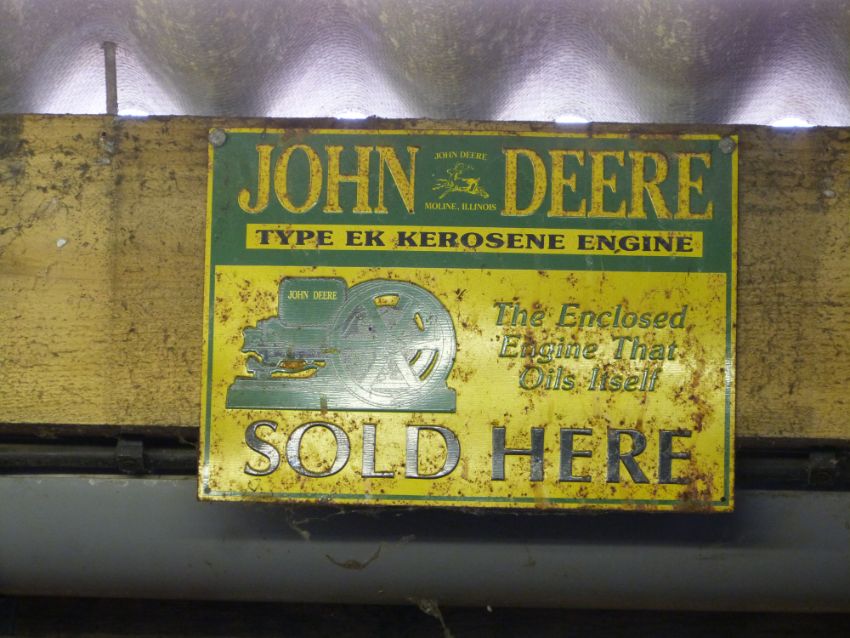 JOHN DEERE
JOHN DEERE
MOLINE, ILLINOIS
TYPE EK KEROSENE ENGINE
JOHN DEERE
The Enclosed
Engine That
Oils Itself
SOLD HERE